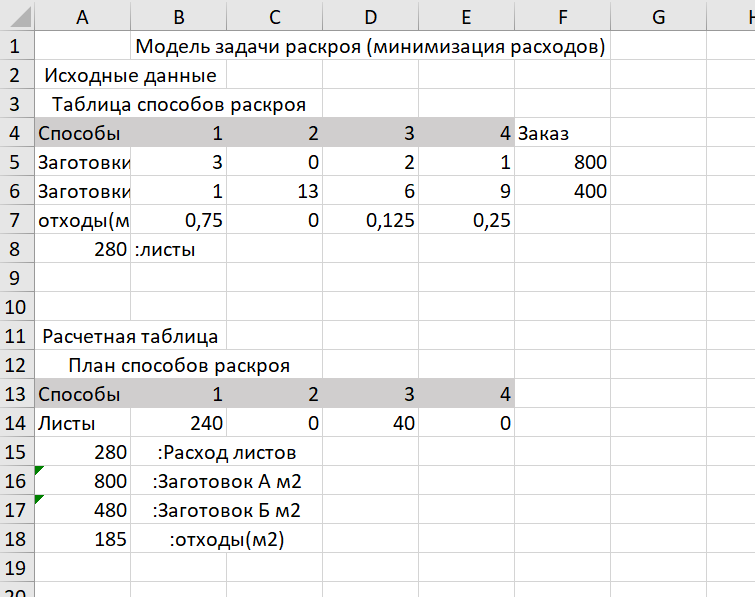 A B C D E F G H
1 Модель задачи раскроя (минимизация расходов)
2 Исходные данные
3 Таблица способов раскроя
4 Способы 1 2 3 4 Заказ
5 Заготовки 3 0 2 1 800
6 Заготовки 1 13 6 9 400
7 отходы(м 0,75 0 0,125 0,25
8 280 :листы
9
10
11 Расчетная таблица
12 План способов раскроя
13 Способы 1 2 3 4
14 Листы 240 0 40 0
15 280 :Расход листов
16 800 :Заготовок А м2
17 480 :Заготовок Б м2
18 185 :отходы(м2)
19
20